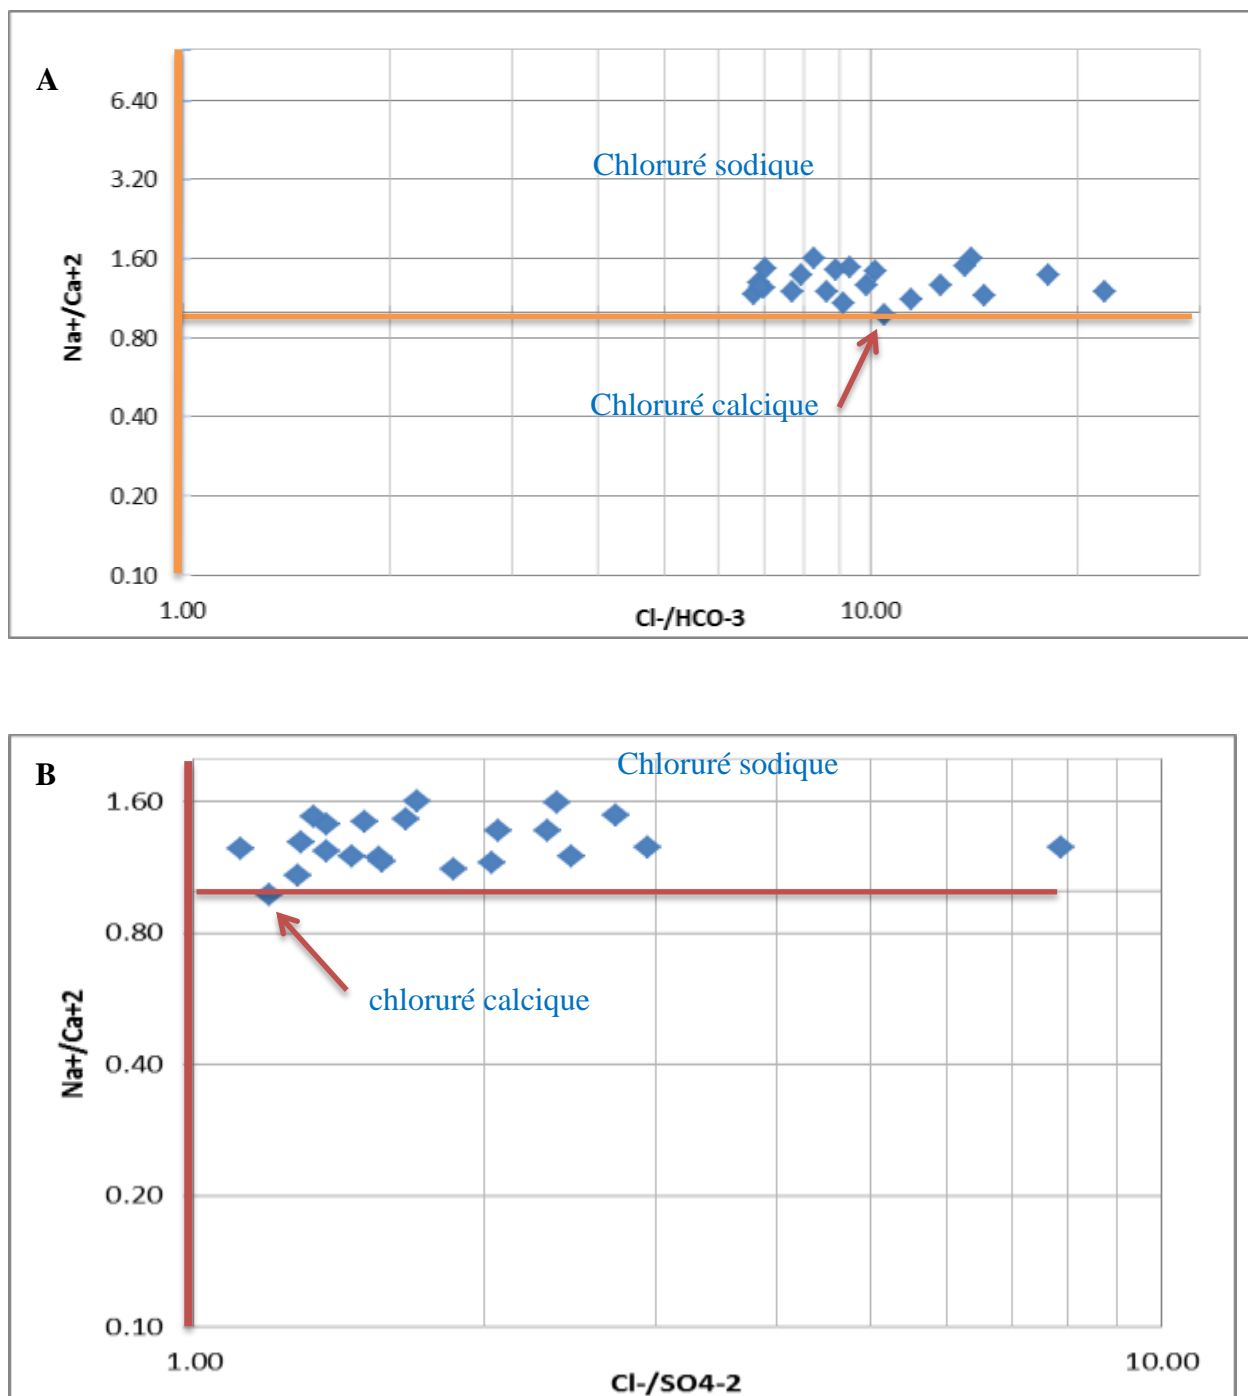 A
6.40
Chloruré sodique
3.20
1.60
Na+/Ca+2
0.80
Chloruré calcique
0.40
0.20
0.10
1.00
10.00
Cl-/HCO-3
B
Chloruré sodique
1.60
0.80
chloruré calcique
Na+/Ca+2
0.40
0.20
0.10
1.00
10.00
Cl-/SO4-2